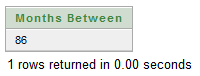 Months Between
86
1 rows returned in 0.00 seconds